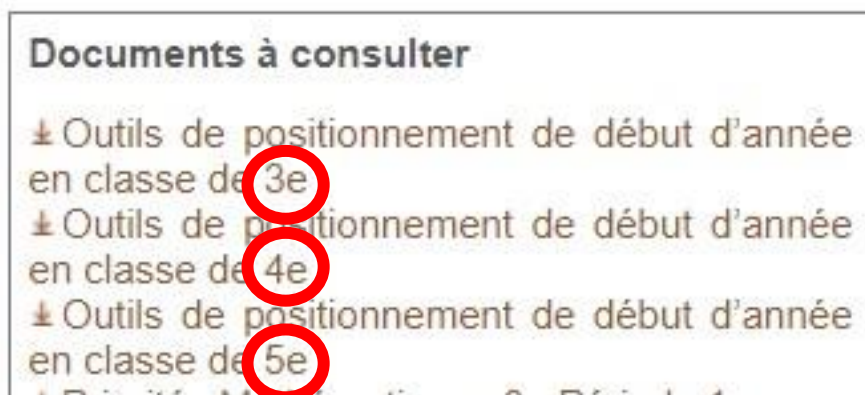 Documents à consulter
Outils de positionnement de début d'année
en classe de 3e
Outils de positionnement de début d'année
en classe de 4e
Outils de positionnement de début d'année
en classe de 5e